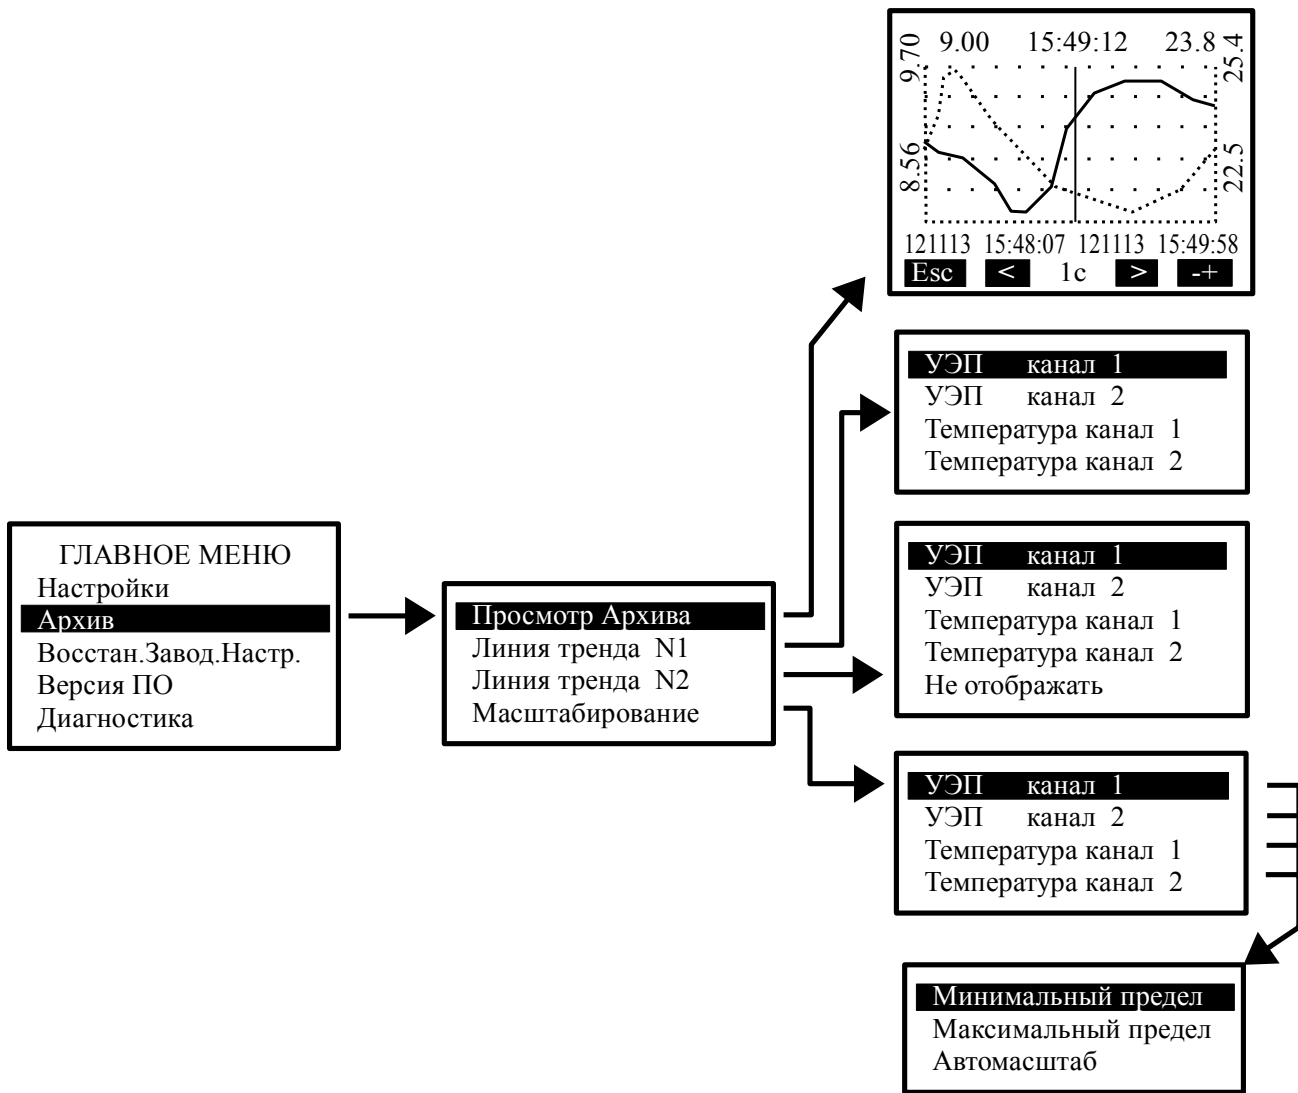 9.00 15:49:12 23.8
9.70
25.4
8.56
22.5
121113 15:48:07 121113 15:49:58
Esc < 1с > -+
УЭП канал 1
УЭП канал 2
Температура канал 1
Температура канал 2
ГЛАВНОЕ МЕНЮ
Настройки
Архив
Восстан.Завод.Настр.
Версия ПО
Диагностика
Просмотр Архива
Линия тренда N1
Линия тренда N2
Масштабирование
УЭП канал 1
УЭП канал 2
Температура канал 1
Температура канал 2
Не отображать
УЭП канал 1
УЭП канал 2
Температура канал 1
Температура канал 2
Минимальный предел
Максимальный предел
Автомасштаб